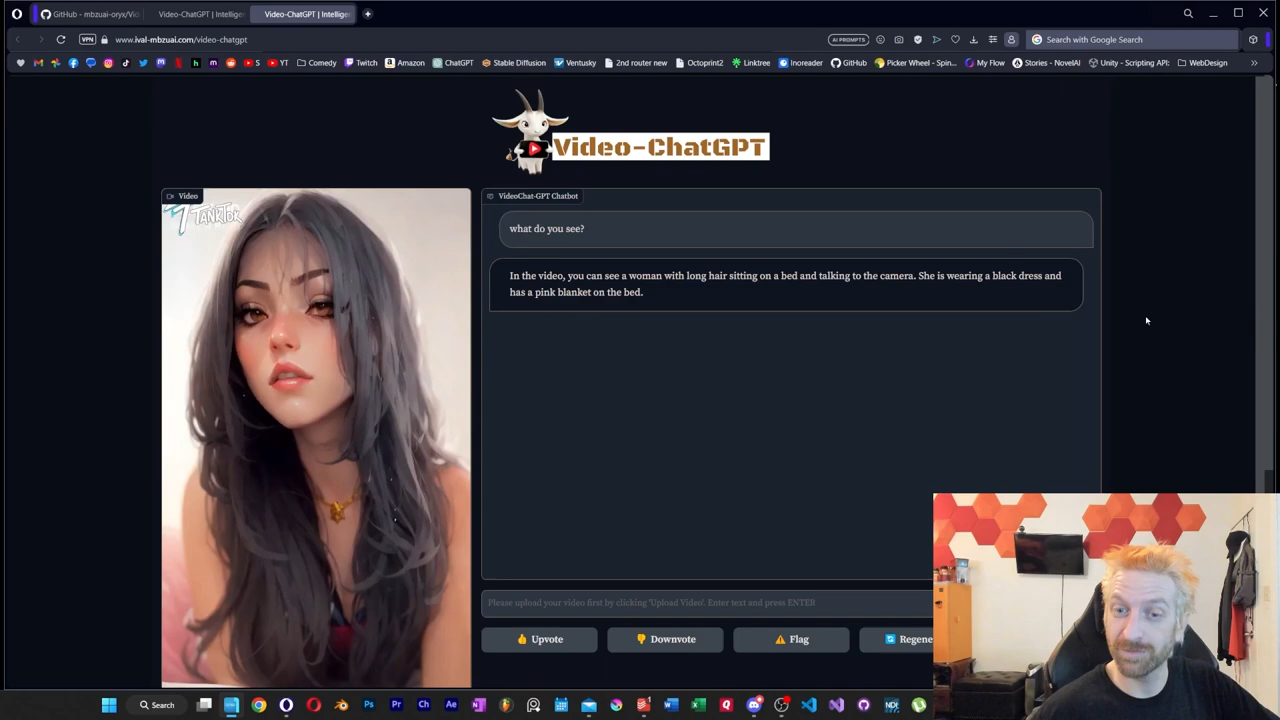 GitHub - mbzuai-oryx/Vid
Video-ChatGPT | Intellige
Video-ChatGPT | Intellige
VPN
www.ival-mbzuai.com/video-chatgpt
AI PROMPTS
Search with Google Search
Comedy
Twitch
Amazon
ChatGPT
Stable Diffusion
Ventusky
2nd router new
Octoprint2
Linktree
Inoreader
GitHub
Picker Wheel - Spin...
My Flow
Stories - NovelAI
Unity - Scripting API:
WebDesign
Video-ChatGPT
Video
TANKTOK
VideoChat-GPT Chatbot
what do you see?
In the video, you can see a woman with long hair sitting on a bed and talking to the camera. She is wearing a black dress and
has a pink blanket on the bed.
Please upload your video first by clicking 'Upload Video'. Enter text and press ENTER
Upvote
Downvote
Flag
Regene
Search